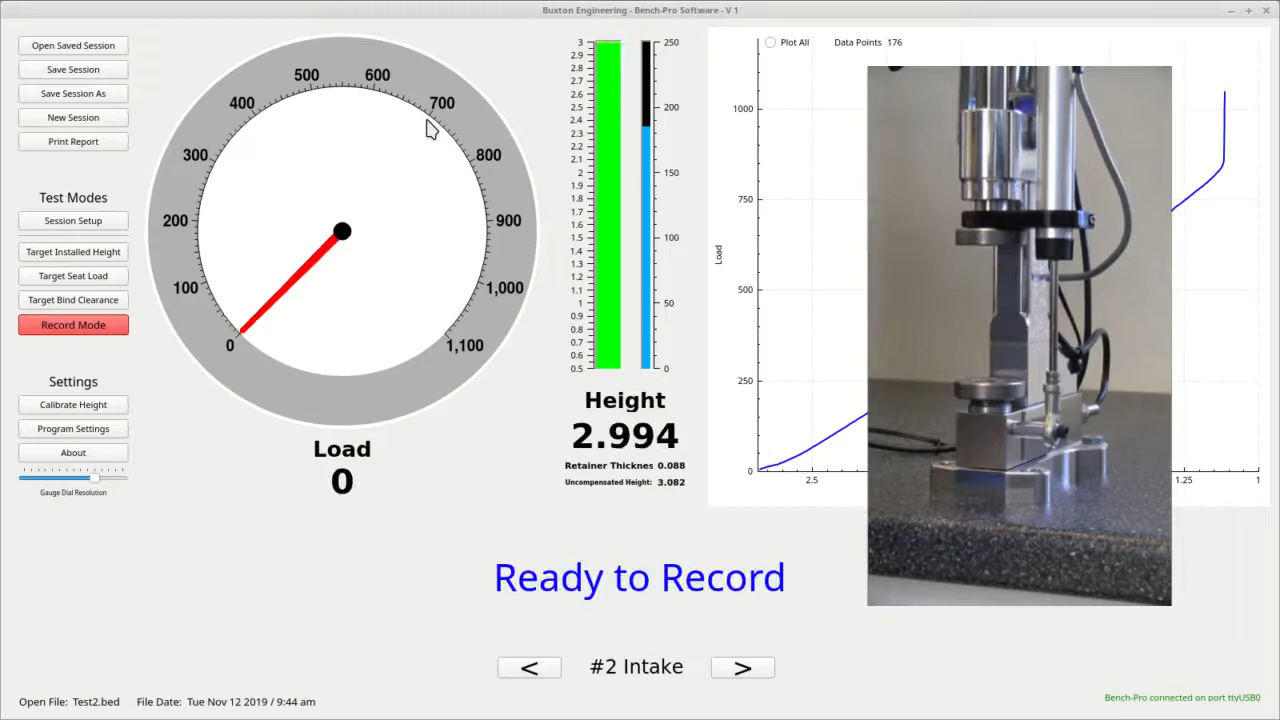 Buxton Engineering - Bench-Pro Software - V 1
Open Saved Session
Save Session
Save Session As
New Session
Print Report
Test Modes
Session Setup
Target Installed Height
Target Seat Load
Target Bind Clearance
Record Mode
Settings
Calibrate Height
Program Settings
About
Gauge Dial Resolution
0
100
200
300
400
500
600
700
800
900
1,000
1,100
Load
0
3
2.9
2.8
2.7
2.6
2.5
2.4
2.3
2.2
2.1
2
1.9
1.8
1.7
1.6
1.5
1.4
1.3
1.2
1.1
1
0.9
0.8
0.7
0.6
0.5
250
200
150
100
50
0
Height
2.994
Retainer Thicknes 0.088
Uncompensated Height: 3.082
Plot All
Data Points 176
1000
750
500
250
0
Load
2.5
1.25
1
Ready to Record
< #2 Intake >
Open File: Test2.bed File Date: Tue Nov 12 2019 / 9:44 am
Bench-Pro connected on port ttyUSB0